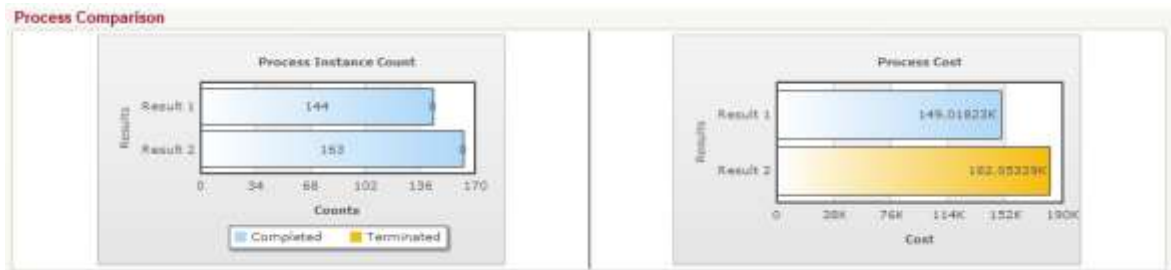 Process Comparison
Process Instance Count
Results
Result 1
144
0
Result 2
163
0
0 34 68 102 136 170
Counts
Completed Terminated
Process Cost
Results
Result 1
149.01823K
Result 2
182.65329K
0 38K 76K 114K 152K 190K
Cost